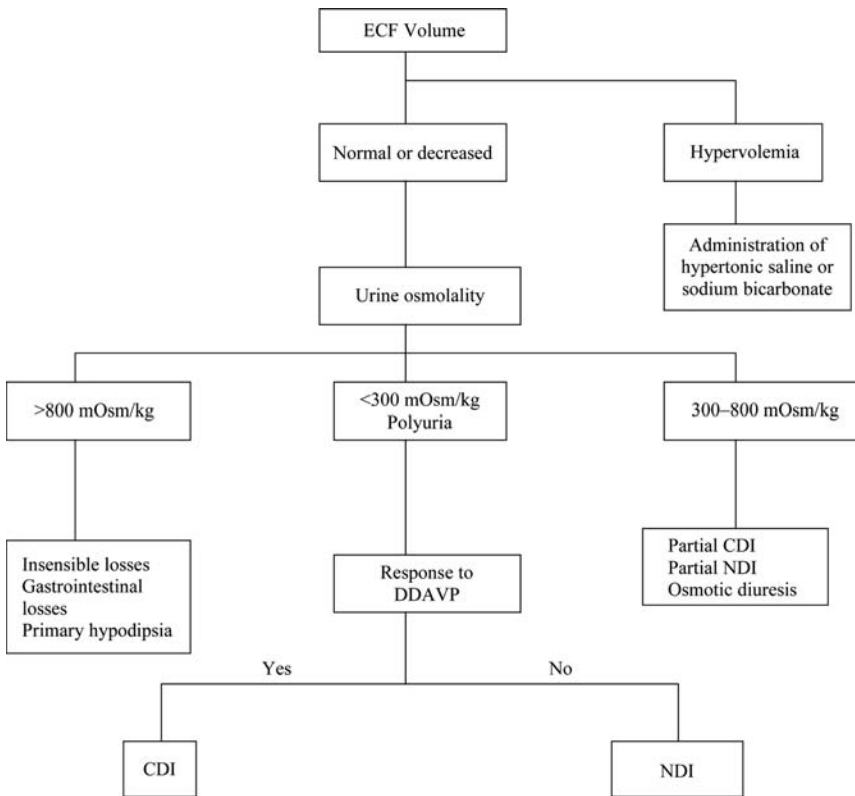 ECF Volume
Normal or decreased
Hypervolemia
Administration of
hypertonic saline or
sodium bicarbonate
Urine osmolality
>800 mOsm/kg
<300 mOsm/kg
Polyuria
300–800 mOsm/kg
Insensible losses
Gastrointestinal
losses
Primary hypodipsia
Response to
DDAVP
Partial CDI
Partial NDI
Osmotic diuresis
Yes
No
CDI
NDI